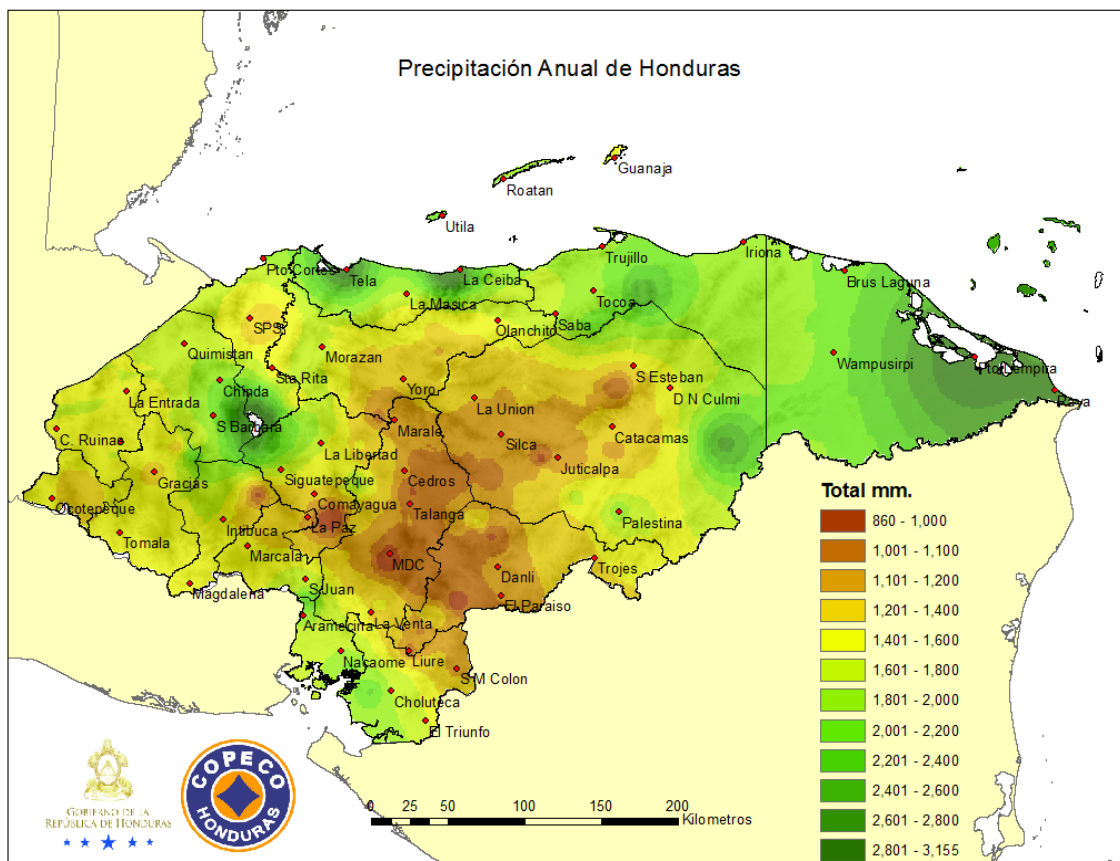 Precipitación Anual de Honduras
Guanaja
Roatan
Utila
Trujillo
Iriona
Pto Cortes
Tela
La Ceiba
Brus Laguna
La Masica
Tocoa
SPS
Olanchito
Saba
Quimistan
Morazan
Wampusirpi
Pto Lempira
Sta Rita
S Esteban
Chinda
Yoro
D N Culmi
Raya
La Entrada
La Union
S Barbara
Marale
Catacamas
C. Ruinas
La Libertad
Silca
Juticalpa
Gracias
Siguatepeque
Cedros
Comayagua
Ocotepeque
Talanga
Palestina
Intibuca
La Paz
Tomala
Marcala
MDC
Trojes
Danli
Magdalena
S Juan
El Paraiso
Aramecina
La Venta
Nacaome
Liure
S M Colon
Choluteca
El Triunfo
Total mm.
860 - 1,000
1,001 - 1,100
1,101 - 1,200
1,201 - 1,400
1,401 - 1,600
1,601 - 1,800
1,801 - 2,000
2,001 - 2,200
2,201 - 2,400
2,401 - 2,600
2,601 - 2,800
2,801 - 3,155
GOBIERNO DE LA
REPÚBLICA DE HONDURAS
COPECO
HONDURAS
0 25 50 100 150 200
Kilometros